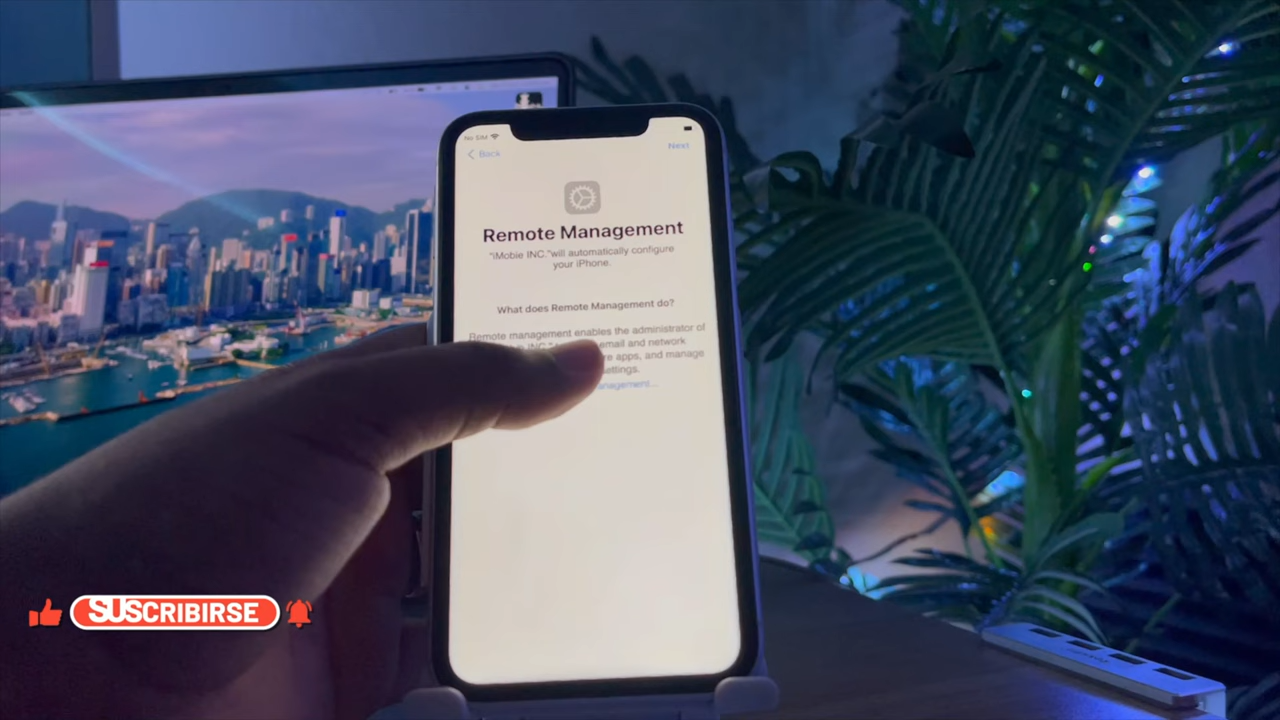 No SIM
Back
Next
Remote Management
"iMobie INC."will automatically configure
your iPhone.
What does Remote Management do?
Remote management enables the administrator of
INC." email and network
apps, and manage
settings.
SUSCRIBIRSE